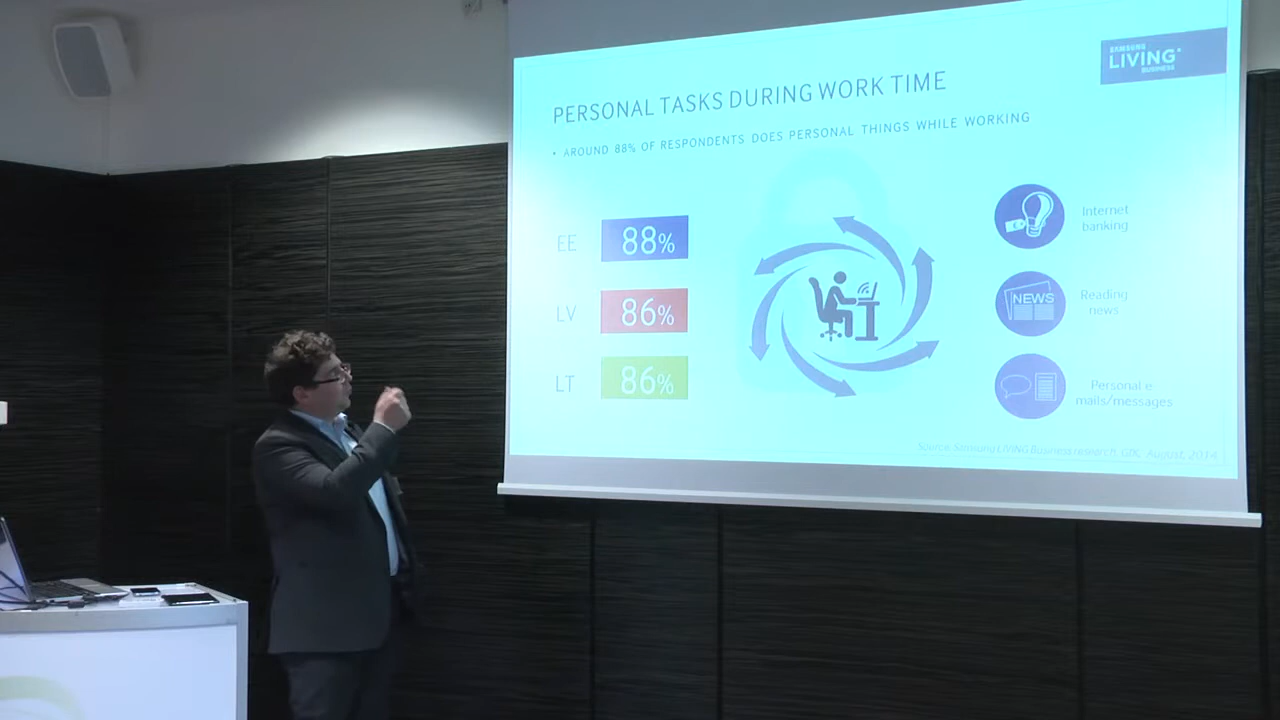 SAMSUNG
LIVING
BUSINESS
PERSONAL TASKS DURING WORK TIME
• AROUND 88% OF RESPONDENTS DOES PERSONAL THINGS WHILE WORKING
EE 88%
LV 86%
LT 86%
Internet
banking
NEWS
Reading
news
Personal e
mails/messages
Source: Samsung LIVING Business research, GfK, August, 2014